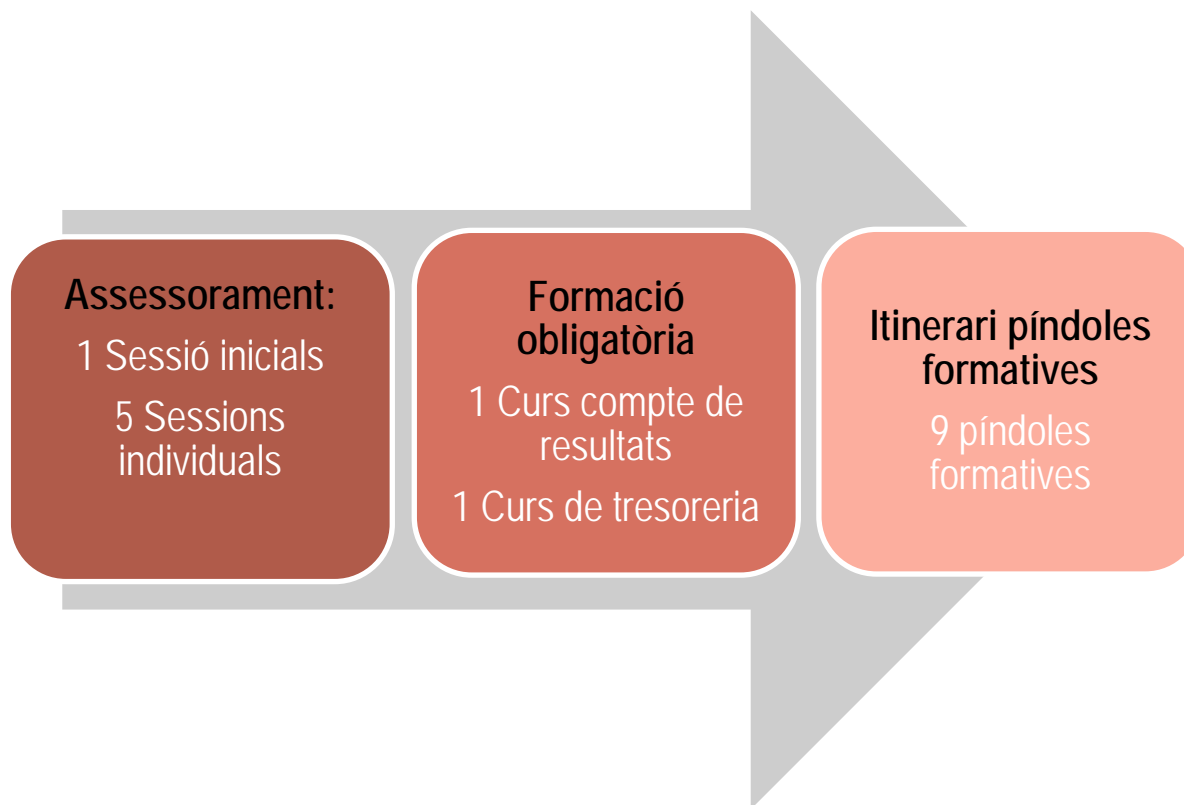 Assessorament:
1 Sessió inicials
5 Sessions
individuals
Formació
obligatòria
1 Curs compte de
resultats
1 Curs de tresoreria
Itinerari píndoles
formatives
9 píndoles
formatives